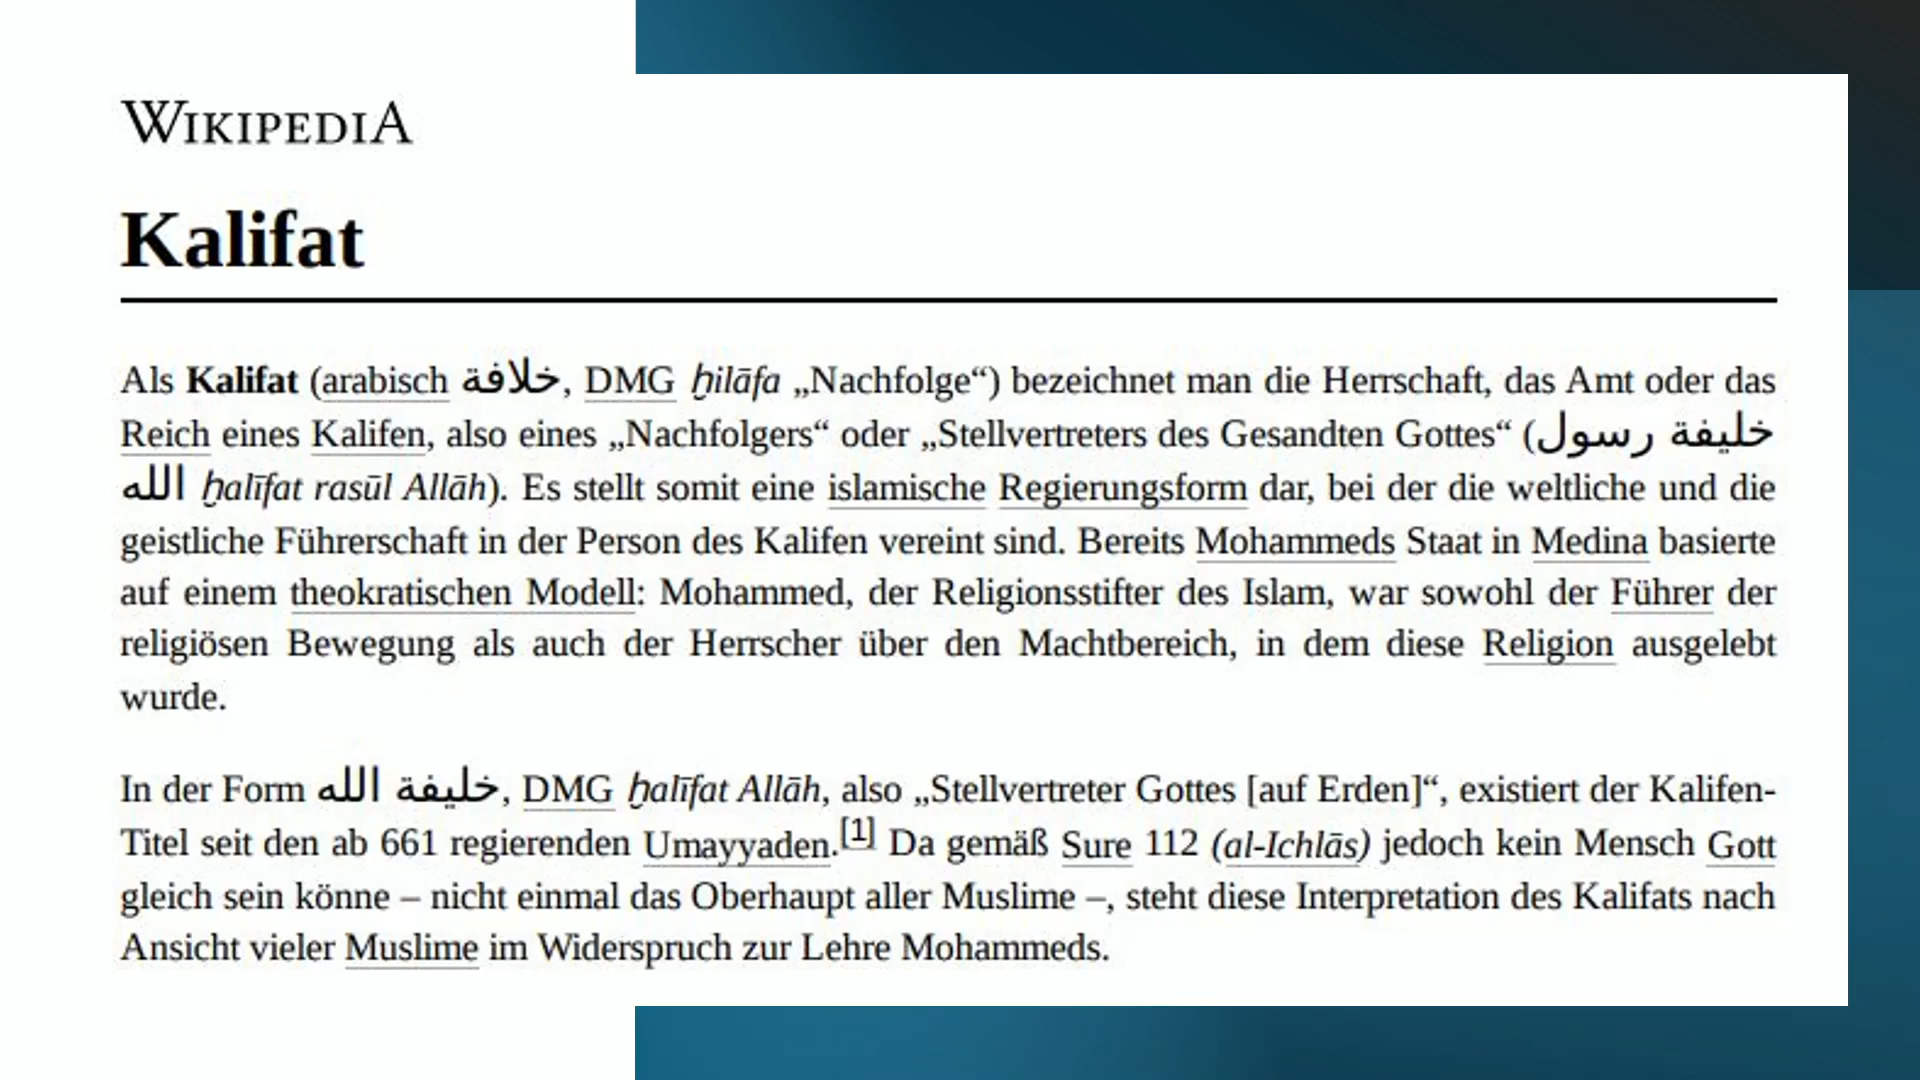 WIKIPEDIA
Kalifat
Als Kalifat (arabisch خلافة, DMG ḫilāfa „Nachfolge“) bezeichnet man die Herrschaft, das Amt oder das
Reich eines Kalifen, also eines „Nachfolgers“ oder „Stellvertreters des Gesandten Gottes“ (خليفة رسول
الله ḫalīfat rasūl Allāh). Es stellt somit eine islamische Regierungsform dar, bei der die weltliche und die
geistliche Führerschaft in der Person des Kalifen vereint sind. Bereits Mohammeds Staat in Medina basierte
auf einem theokratischen Modell: Mohammed, der Religionsstifter des Islam, war sowohl der Führer der
religiösen Bewegung als auch der Herrscher über den Machtbereich, in dem diese Religion ausgelebt
wurde.
In der Form خليفة الله, DMG ḫalīfat Allāh, also „Stellvertreter Gottes [auf Erden]“, existiert der Kalifen-
Titel seit den ab 661 regierenden Umayyaden.[1] Da gemäß Sure 112 (al-Ichlās) jedoch kein Mensch Gott
gleich sein könne – nicht einmal das Oberhaupt aller Muslime –, steht diese Interpretation des Kalifats nach
Ansicht vieler Muslime im Widerspruch zur Lehre Mohammeds.